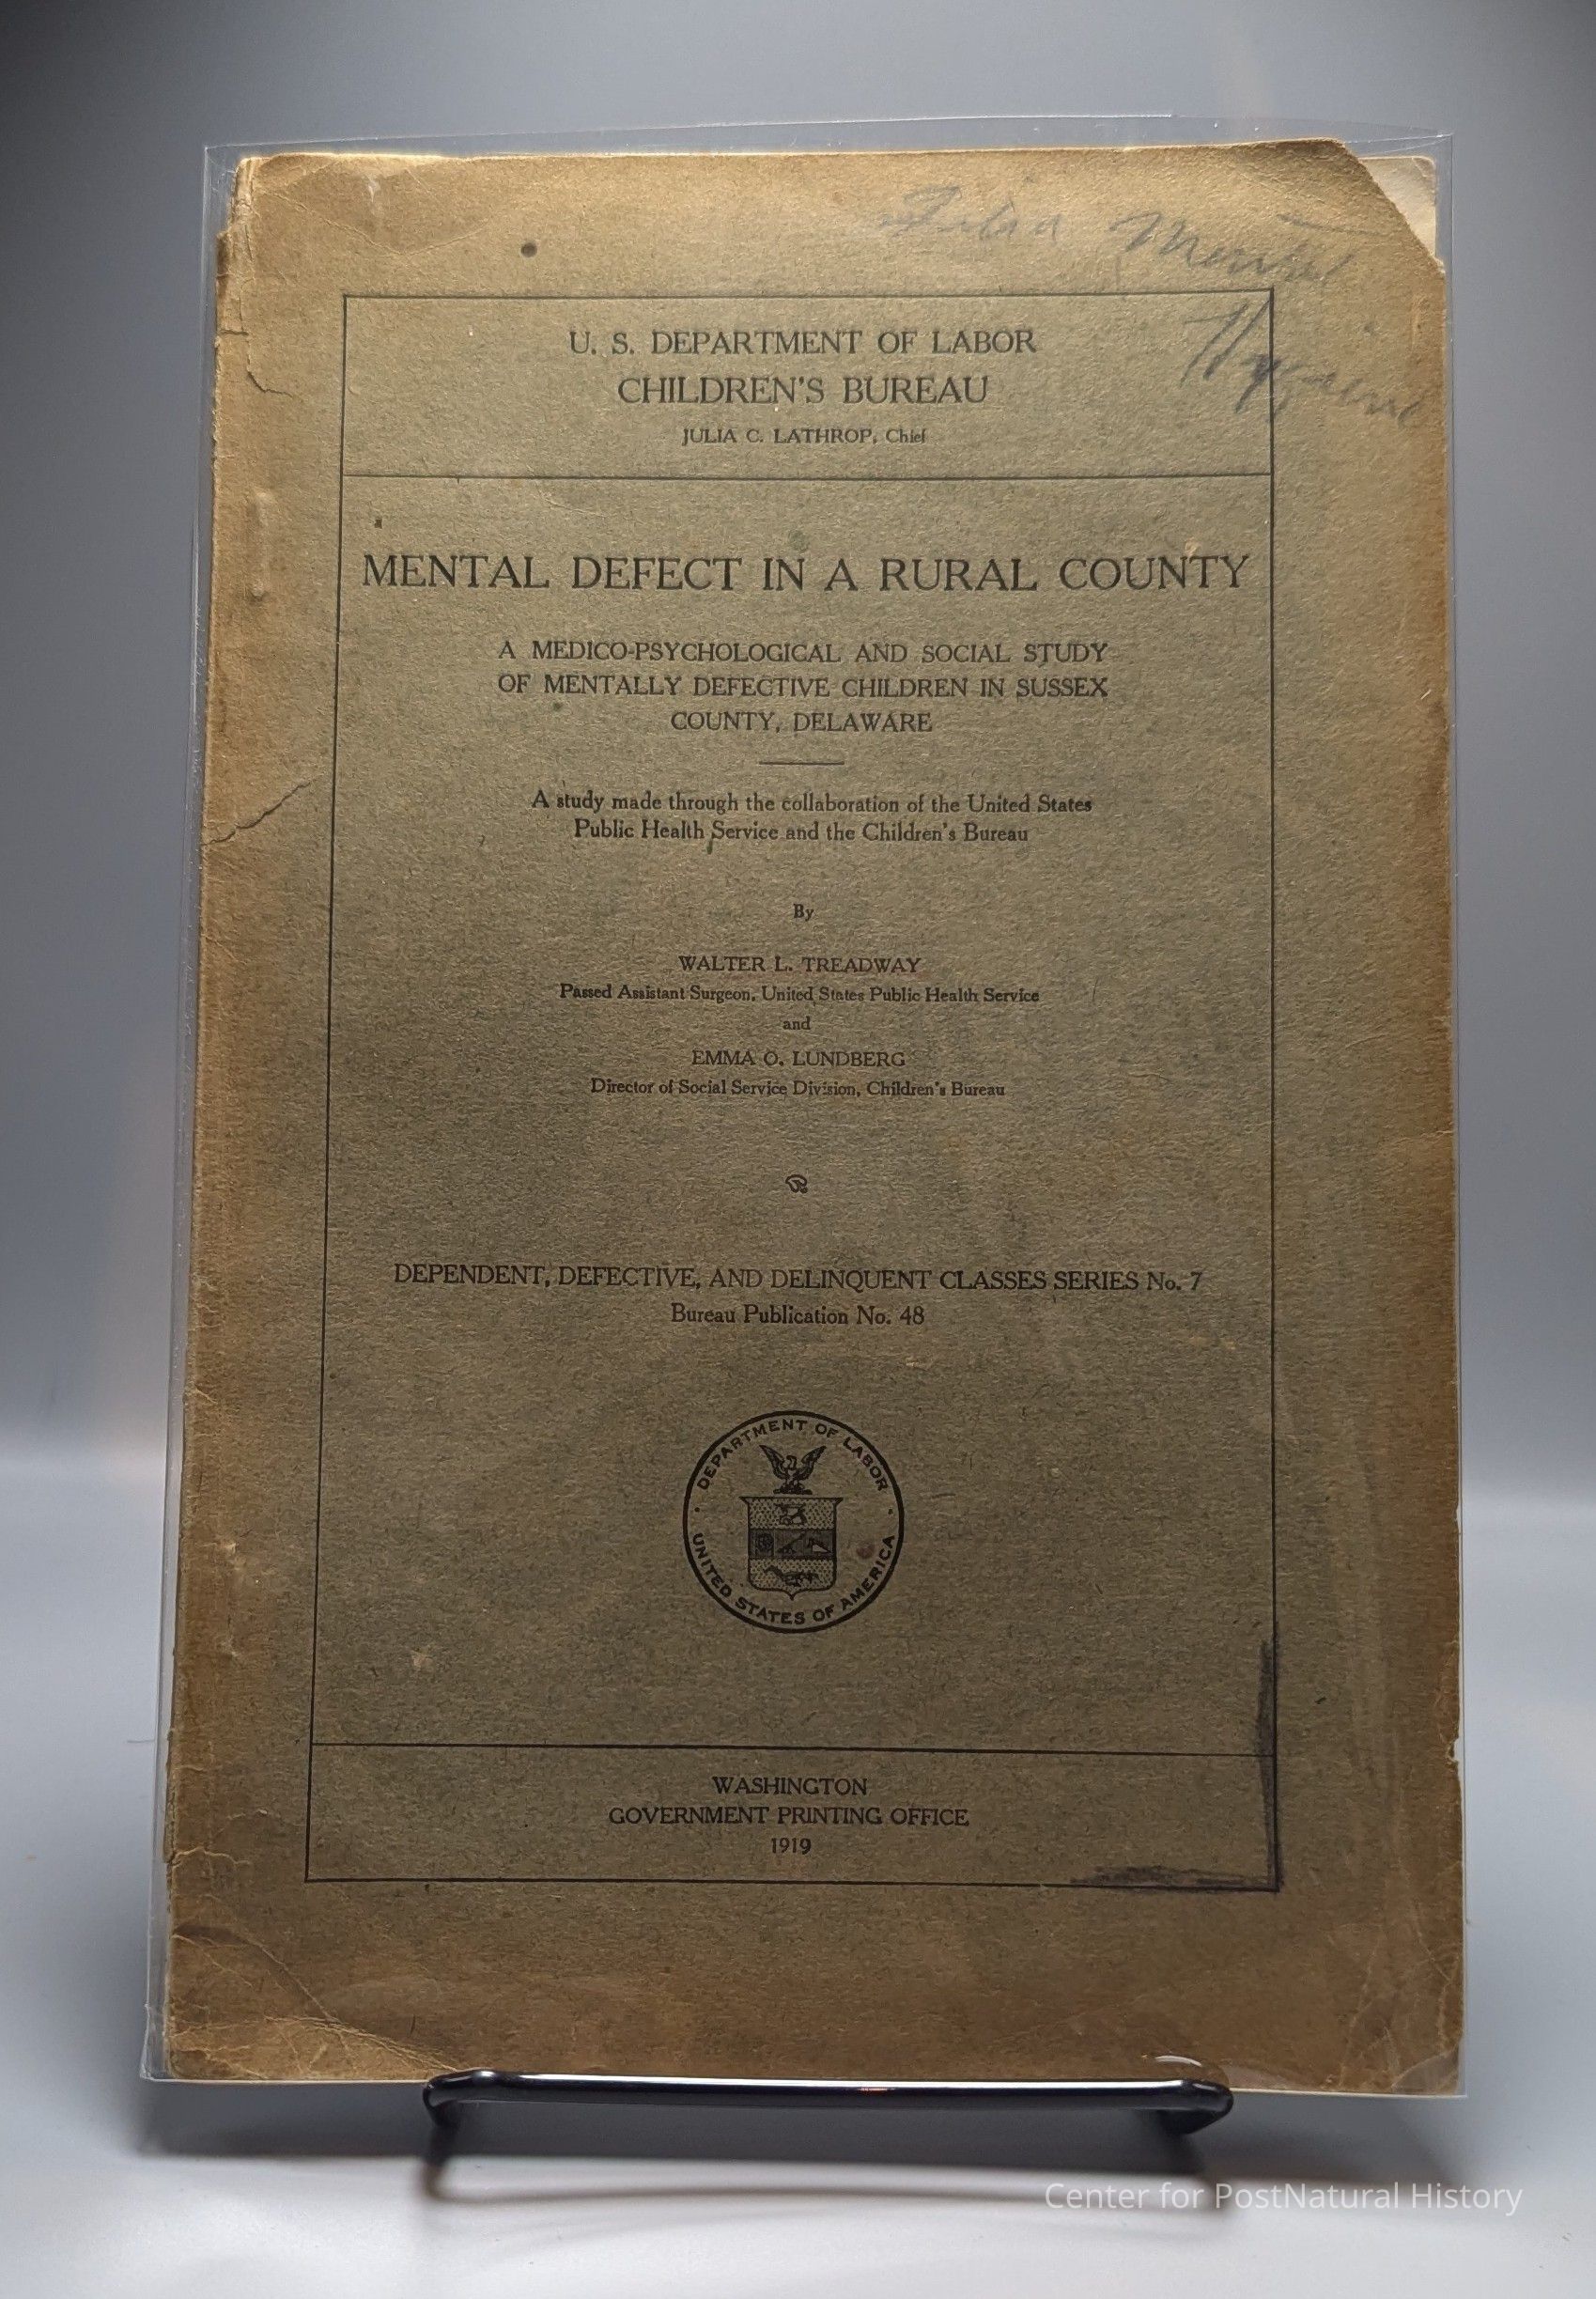 Mental
Hygiene
U. S. DEPARTMENT OF LABOR
CHILDREN'S BUREAU
JULIA C. LATHROP, Chief
MENTAL DEFECT IN A RURAL COUNTY
A MEDICO-PSYCHOLOGICAL AND SOCIAL STUDY
OF MENTALLY DEFECTIVE CHILDREN IN SUSSEX
COUNTY, DELAWARE
A study made through the collaboration of the United States
Public Health Service and the Children's Bureau
By
WALTER L. TREADWAY
Passed Assistant Surgeon, United States Public Health Service
and
EMMA O. LUNDBERG
Director of Social Service Division, Children's Bureau
DEPENDENT, DEFECTIVE, AND DELINQUENT CLASSES SERIES No. 7
Bureau Publication No. 48
DEPARTMENT OF LABOR
UNITED STATES OF AMERICA
WASHINGTON
GOVERNMENT PRINTING OFFICE
1919
Center for PostNatural History